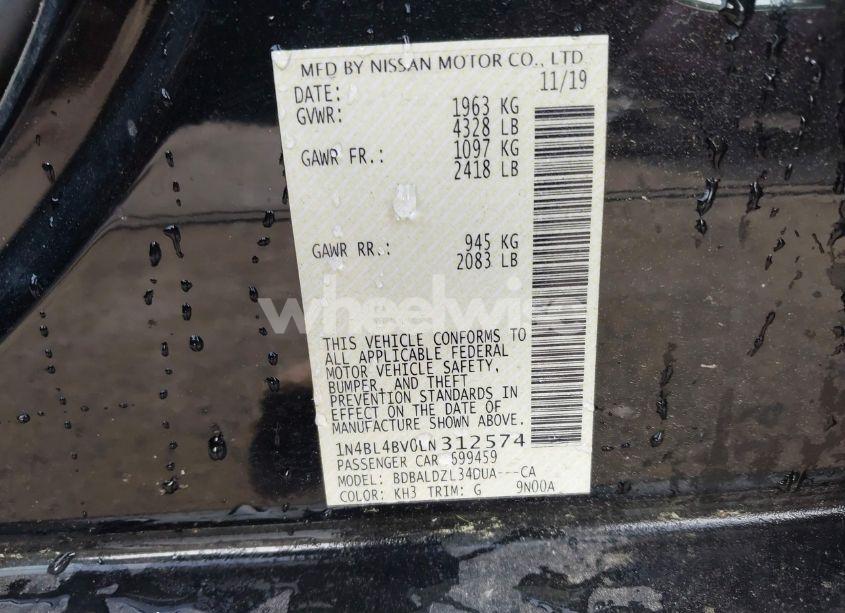 MFD BY NISSAN MOTOR CO., LTD
DATE: 11/19
GVWR: 1963 KG
4328 LB
GAWR FR.: 1097 KG
2418 LB
GAWR RR.: 945 KG
2083 LB
wheelwise
THIS VEHICLE CONFORMS TO
ALL APPLICABLE FEDERAL
MOTOR VEHICLE SAFETY,
BUMPER, AND THEFT
PREVENTION STANDARDS IN
EFFECT ON THE DATE OF
MANUFACTURE SHOWN ABOVE.
1N4BL4BV0LN312574
PASSENGER CAR 699459
MODEL: BDBALDZL34DUA---CA
COLOR: KH3 TRIM: G 9N00A